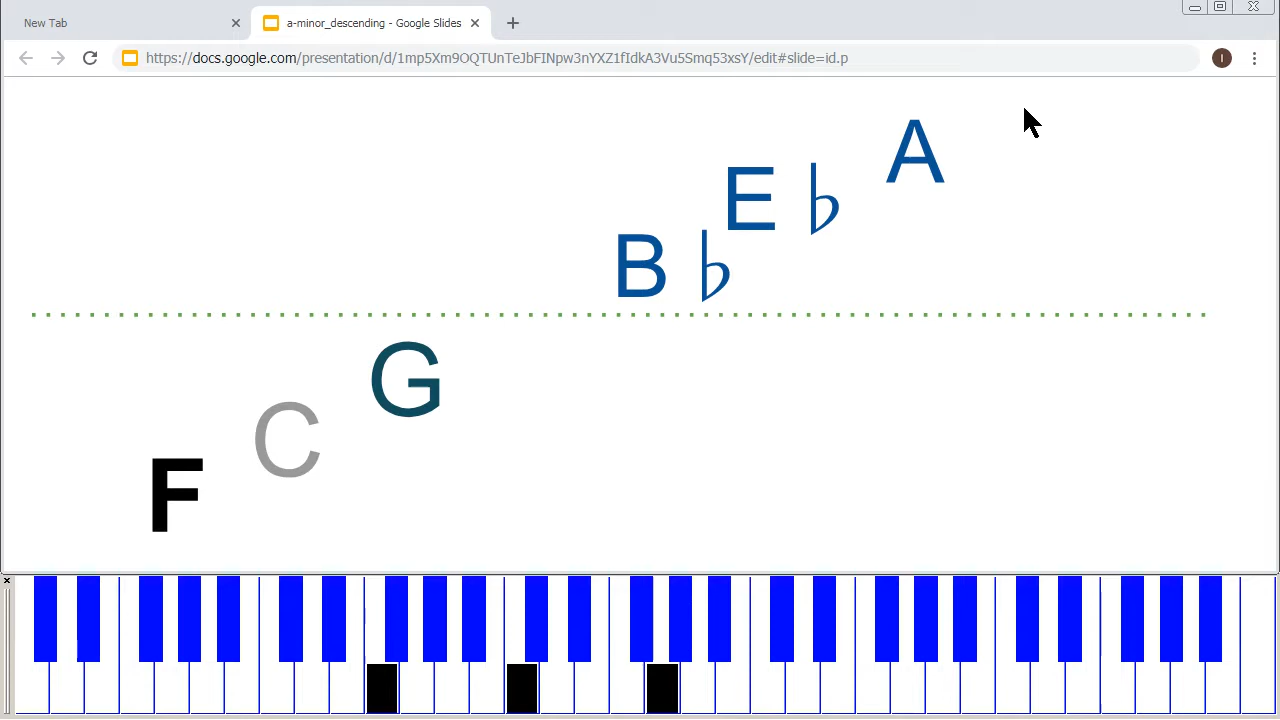 New Tab
a-minor_descending - Google Slides
https://docs.google.com/presentation/d/1mp5Xm9OQTUnTeJbFINpw3nYXZ1fIdkA3Vu5Smq53xsY/edit#slide=id.p
I
A
E ♭
B ♭
G
C
F